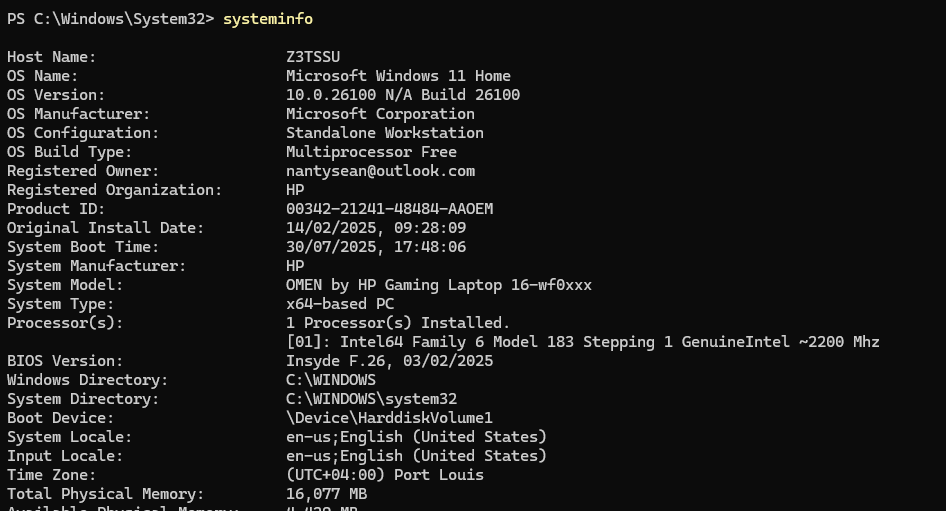 PS C:\Windows\System32> systeminfo
Host Name: Z3TSSU
OS Name: Microsoft Windows 11 Home
OS Version: 10.0.26100 N/A Build 26100
OS Manufacturer: Microsoft Corporation
OS Configuration: Standalone Workstation
OS Build Type: Multiprocessor Free
Registered Owner: nantysean@outlook.com
Registered Organization: HP
Product ID: 00342-21241-48484-AAOEM
Original Install Date: 14/02/2025, 09:28:09
System Boot Time: 30/07/2025, 17:48:06
System Manufacturer: HP
System Model: OMEN by HP Gaming Laptop 16-wf0xxx
System Type: x64-based PC
Processor(s): 1 Processor(s) Installed.
[01]: Intel64 Family 6 Model 183 Stepping 1 GenuineIntel ~2200 Mhz
BIOS Version: Insyde F.26, 03/02/2025
Windows Directory: C:\WINDOWS
System Directory: C:\WINDOWS\system32
Boot Device: \Device\HarddiskVolume1
System Locale: en-us;English (United States)
Input Locale: en-us;English (United States)
Time Zone: (UTC+04:00) Port Louis
Total Physical Memory: 16,077 MB
Available Physical Memory: MB